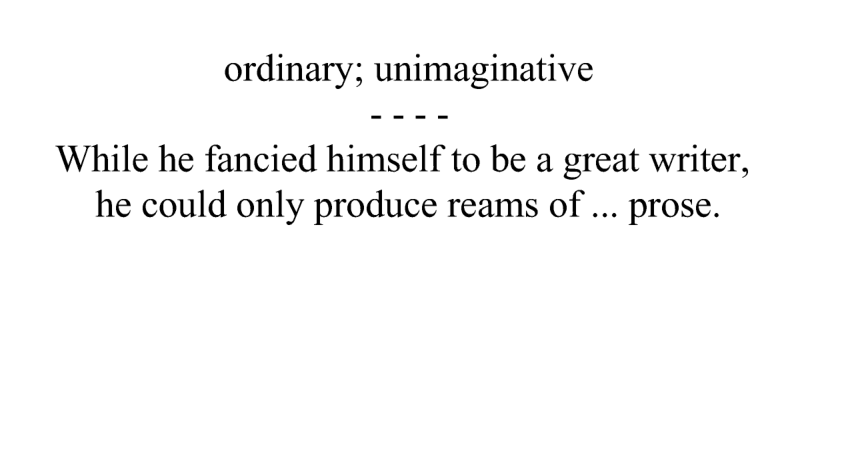 ordinary; unimaginative
- - - -
While he fancied himself to be a great writer,
he could only produce reams of ... prose.